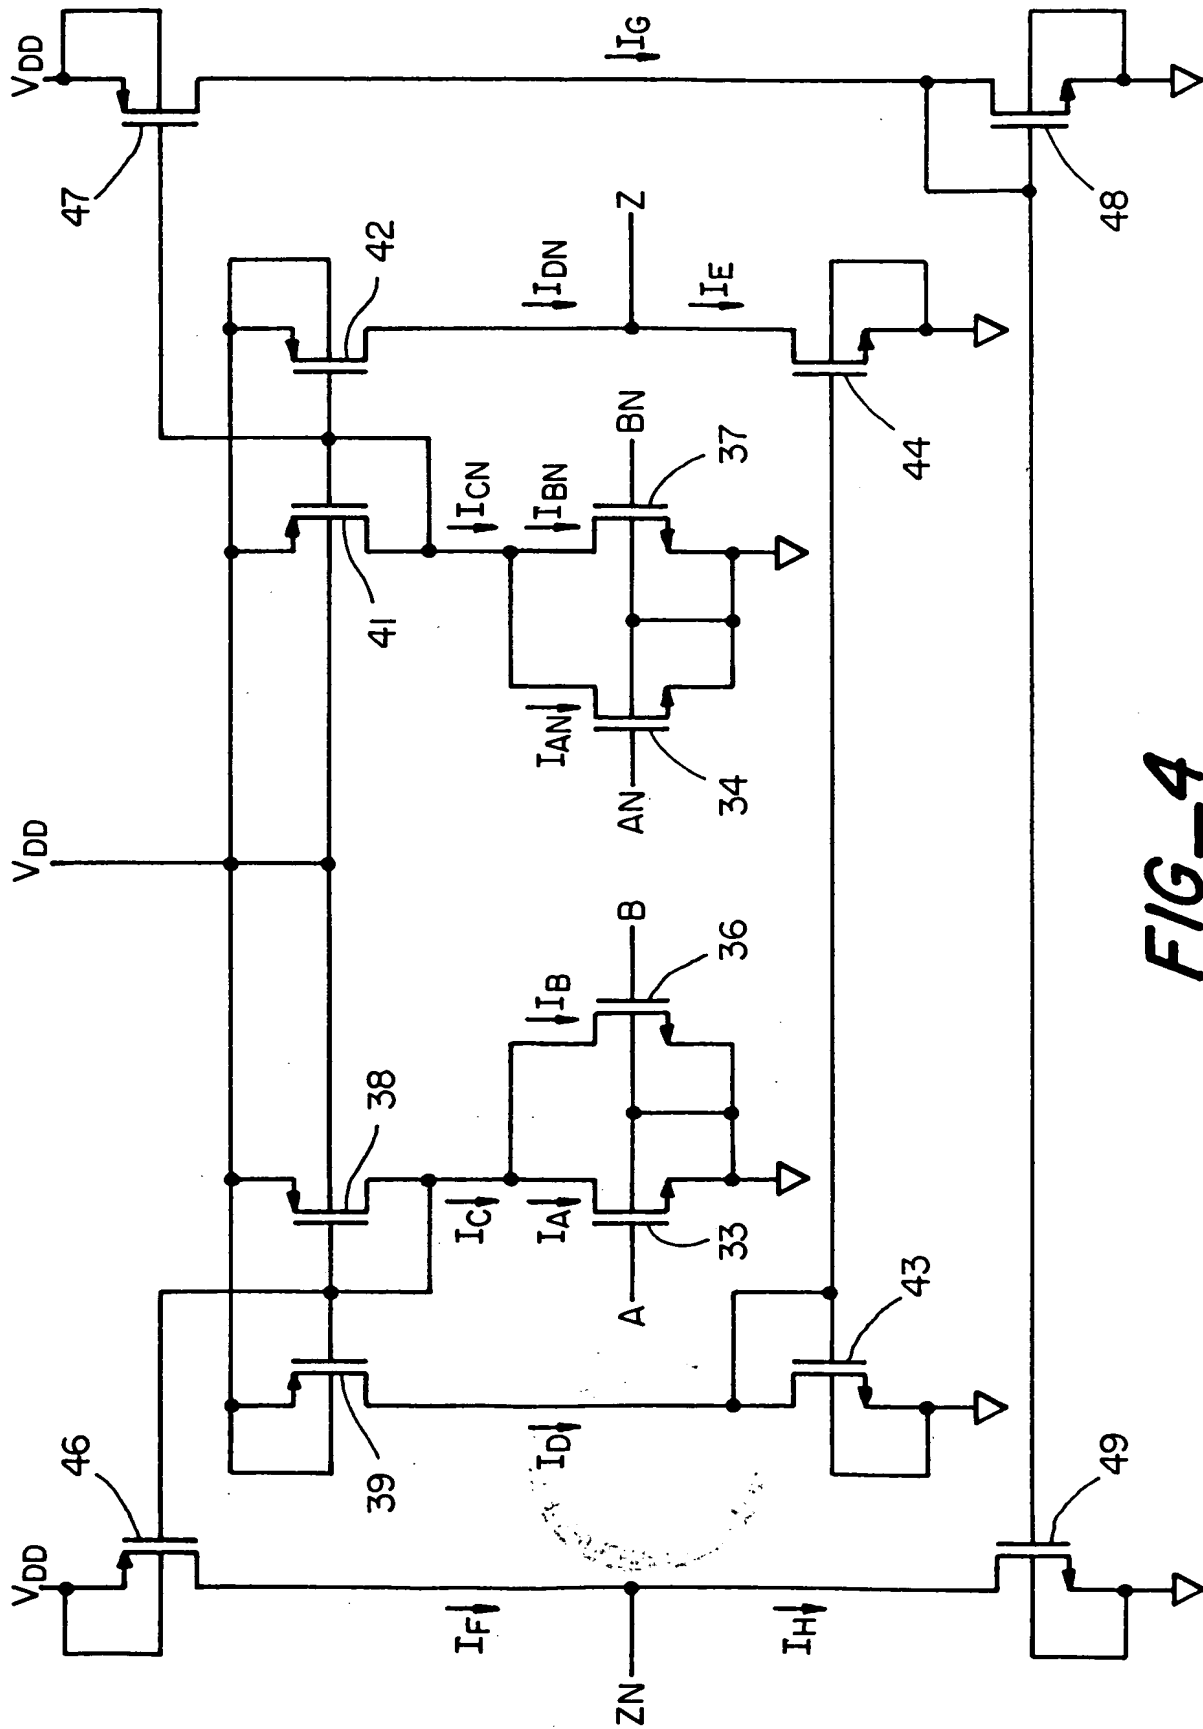 VDD
VDD
VDD
46
47
39
38
41
42
IC
ICN
IF
ID
IA
IB
IAN
IBN
IDN
IG
ZN
A
B
AN
BN
Z
33
36
34
37
IH
IE
43
44
49
48
FIG_4